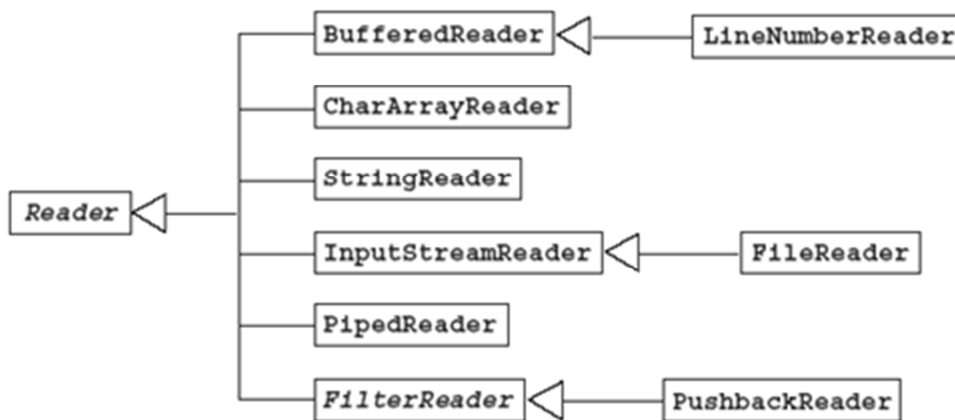 BufferedReader
LineNumberReader
CharArrayReader
StringReader
Reader
InputStreamReader
FileReader
PipedReader
FilterReader
PushbackReader